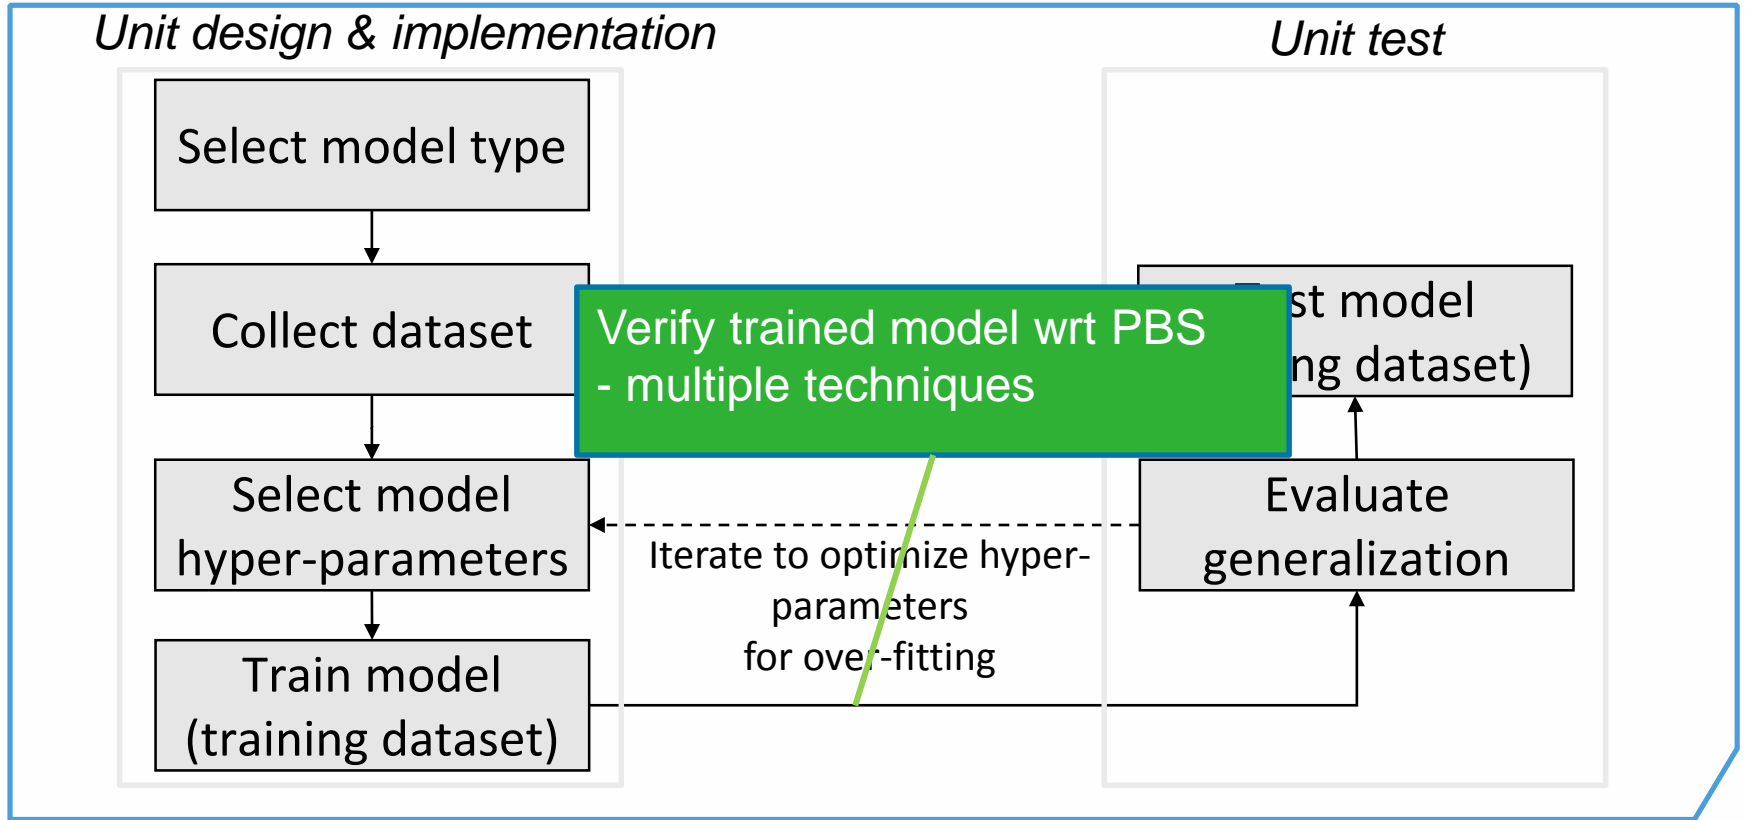 Unit design & implementation
Unit test
Select model type
Collect dataset
Verify trained model wrt PBS
- multiple techniques
st model
ng dataset)
Select model
hyper-parameters
Iterate to optimize hyper-
parameters
for over-fitting
Evaluate
generalization
Train model
(training dataset)